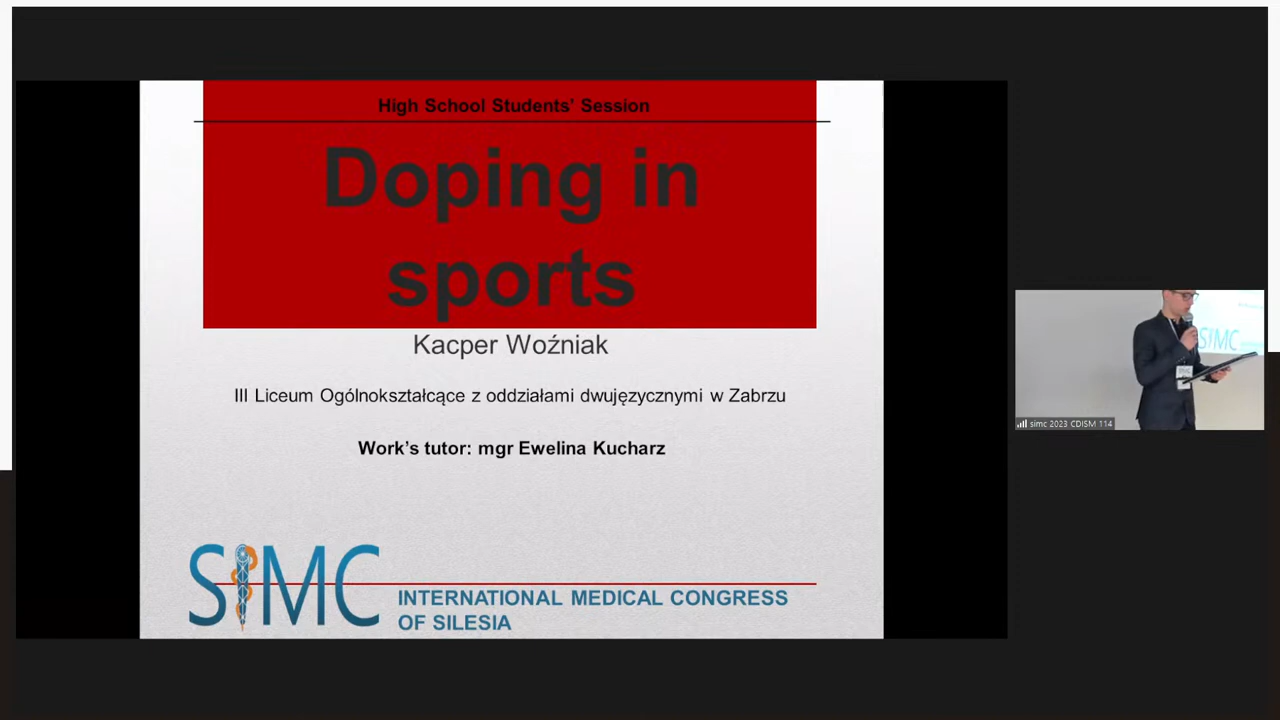 High School Students' Session
Doping in
sports
Kacper Woźniak
III Liceum Ogólnokształcące z oddziałami dwujęzycznymi w Zabrzu
Work's tutor: mgr Ewelina Kucharz
SIMC
INTERNATIONAL MEDICAL CONGRESS
OF SILESIA
SIMC
simc 2023 CDISM 114